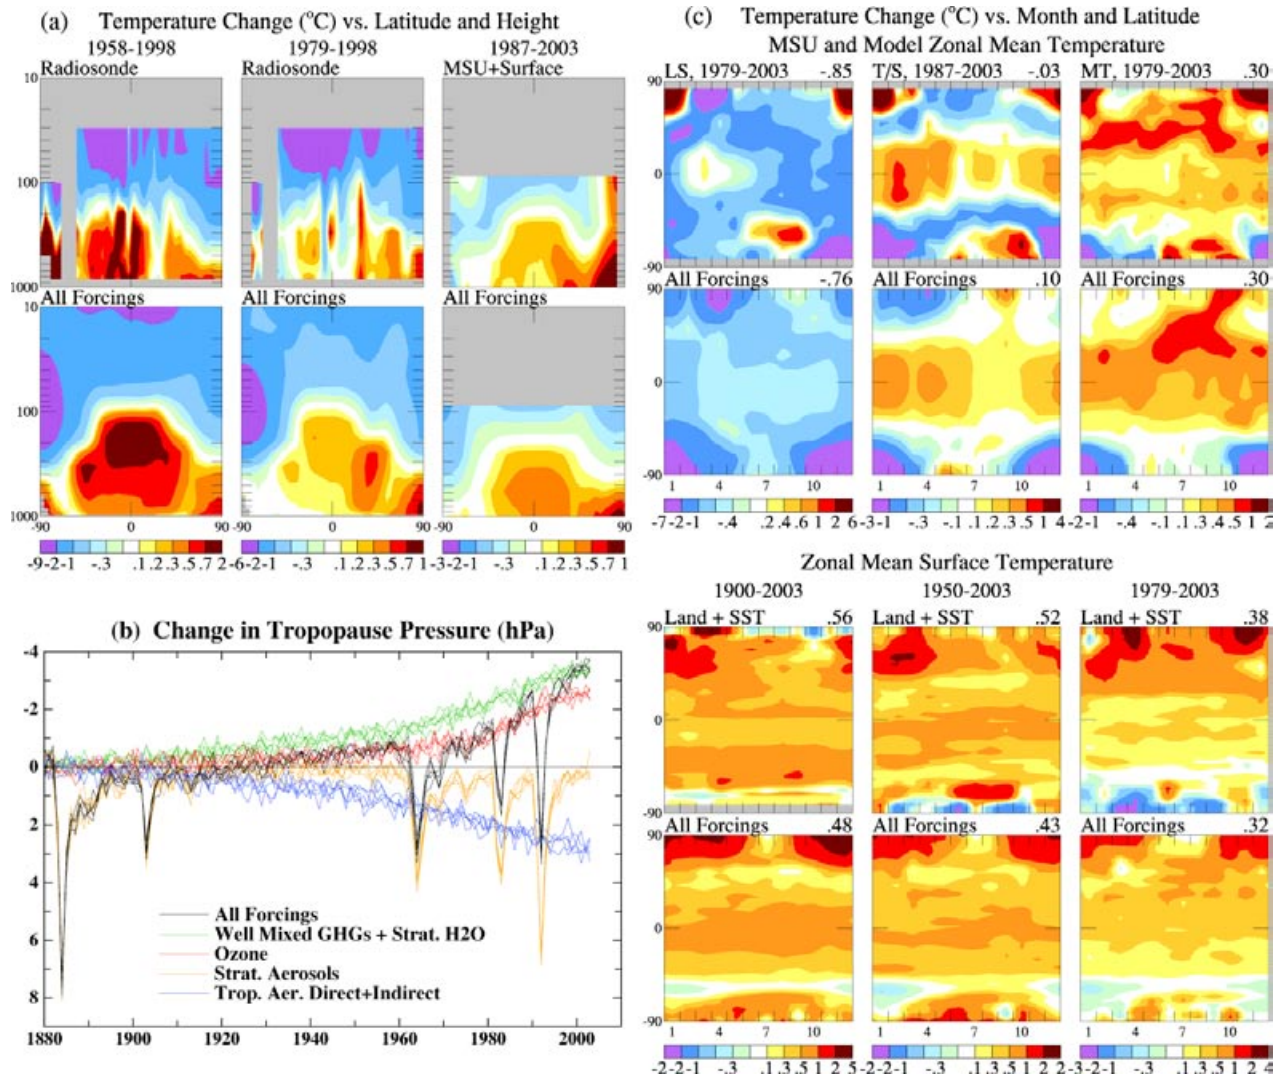 (a) Temperature Change (°C) vs. Latitude and Height
1958-1998 1979-1998 1987-2003
Radiosonde Radiosonde MSU+Surface
10
100
1000
0 0 0
All Forcings All Forcings All Forcings
10
100
1000
-90 0 -90 0 -90 0 90
-9-2-1 -.3 .1.2.3.5.7 2
-6-2-1 -.3 .1.2.3.5.7 1
-3-2-1 -.3 .1.2.3.5.7 1
(b) Change in Tropopause Pressure (hPa)
-4
-2
0
2
4
6
8
All Forcings
Well Mixed GHGs + Strat. H2O
Ozone
Strat. Aerosols
Trop. Aer. Direct+Indirect
1880 1900 1920 1940 1960 1980 2000
(c) Temperature Change (°C) vs. Month and Latitude
MSU and Model Zonal Mean Temperature
LS, 1979-2003 -.85 T/S, 1987-2003 -.03 MT, 1979-2003 .30
90
0
-90
All Forcings -.76 All Forcings .10 All Forcings .30
90
0
-90
1 4 7 10 1 4 7 10 1 4 7 10
-7-2-1 -.4 .2.4.6 1 2 6
-3-1 -.3 -.1 .1.3.5 1 4
-2-1 -.4 -.1 .1.3.4.5 1 2
Zonal Mean Surface Temperature
1900-2003 1950-2003 1979-2003
Land + SST .56 Land + SST .52 Land + SST .38
90
0
-90
All Forcings .48 All Forcings .43 All Forcings .32
90
0
-90
1 4 7 10 1 4 7 10 1 4 7 10